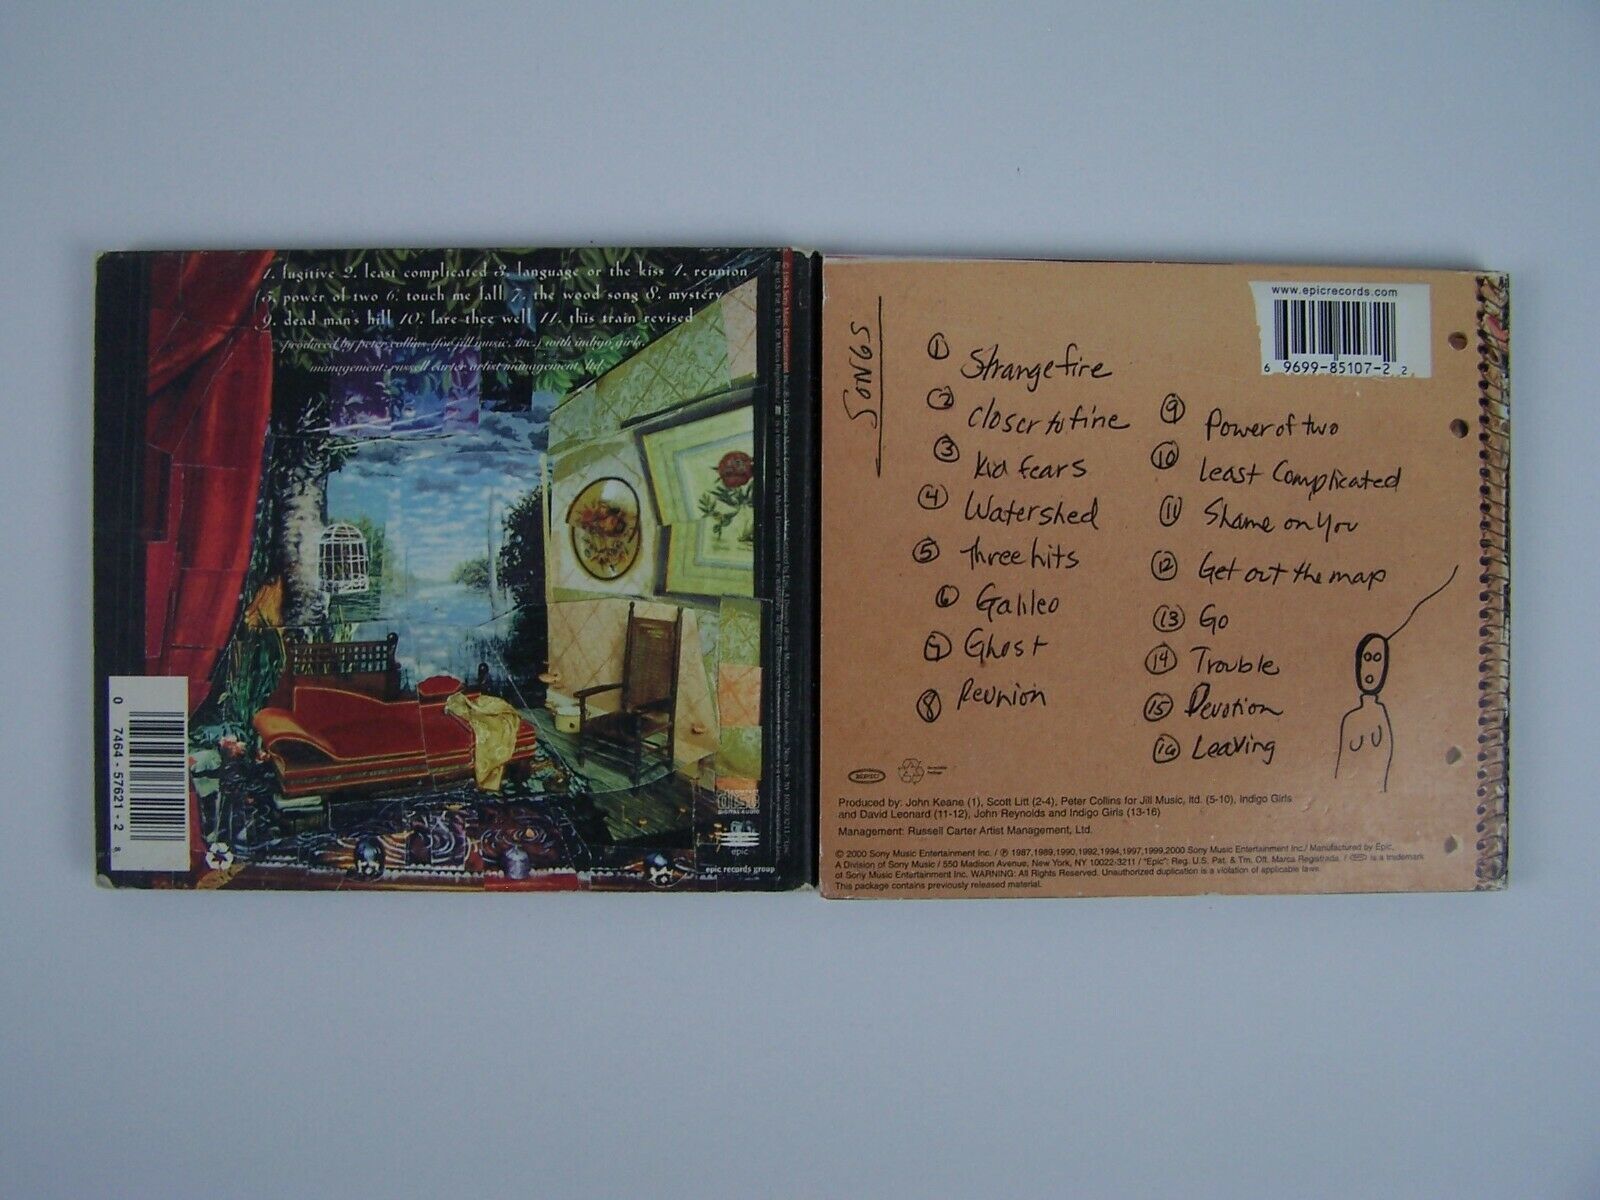 1. fugitive 2. least complicated 3. language or the kiss 4. reunion
5. power of two 6. touch me fall 7. the wood song 8. mystery
9. dead man's hill 10. fare thee well 11. this train revised
produced by peter collins (for jill music, inc.) with indigo girls.
management: russell carter artist management, ltd.
0 7464-57621-2 8
COMPACT
disc
DIGITAL AUDIO
epic
epic records group
SONGS
1 Strangefire
2 Closer to fine
3 Kid fears
4 Watershed
5 Three hits
6 Galileo
7 Ghost
8 Reunion
www.epicrecords.com
6 9699-85107-2 2
9 Power of two
10 Least Complicated
11 Shame on You
12 Get out the map
13 Go
14 Trouble
15 Devotion
16 Leaving
EPIC
Recyclable
Package
Produced by: John Keane (1), Scott Litt (2-4), Peter Collins for Jill Music, ltd. (5-10), Indigo Girls
and David Leonard (11-12), John Reynolds and Indigo Girls (13-16)
Management: Russell Carter Artist Management, Ltd.
© 2000 Sony Music Entertainment Inc. / ℗ 1987,1989,1990,1992,1994,1997,1999,2000 Sony Music Entertainment Inc./ Manufactured by Epic,
A Division of Sony Music / 550 Madison Avenue, New York, NY 10022-3211 / "Epic": Reg. U.S. Pat. & Tm. Off. Marca Registrada. / is a trademark
of Sony Music Entertainment Inc. WARNING: All Rights Reserved. Unauthorized duplication is a violation of applicable laws.
This package contains previously released material.